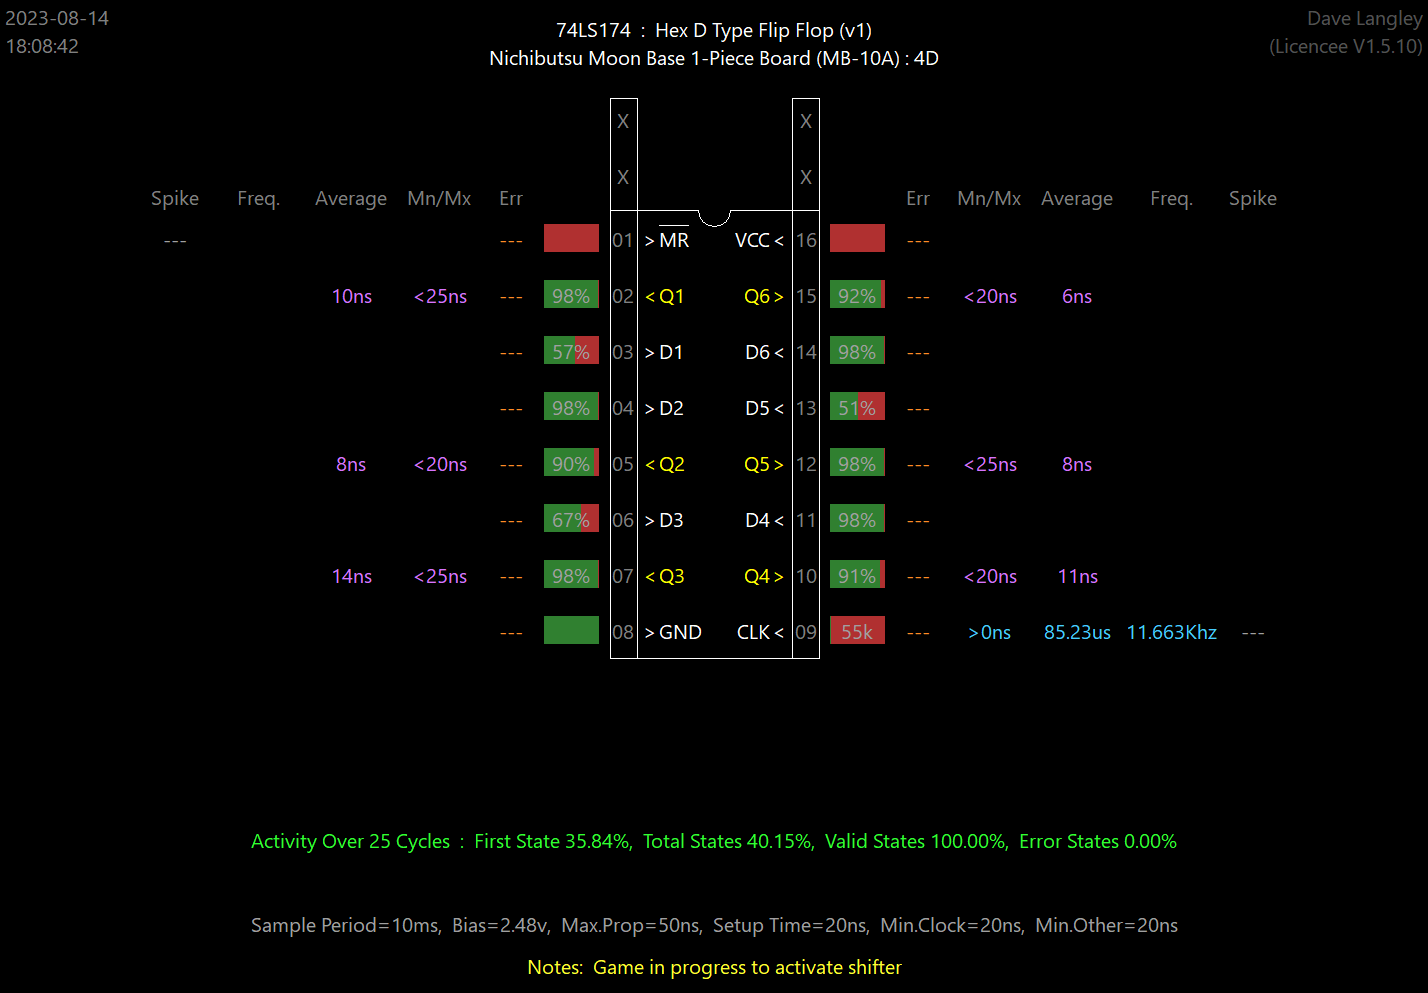 2023-08-14
18:08:42
74LS174 : Hex D Type Flip Flop (v1)
Nichibutsu Moon Base 1-Piece Board (MB-10A) : 4D
Dave Langley
(Licencee V1.5.10)
X X
X X
Spike Freq. Average Mn/Mx Err Err Mn/Mx Average Freq. Spike
--- --- 01 >MR VCC< 16 ---
10ns <25ns --- 98% 02 <Q1 Q6> 15 92% --- <20ns 6ns
--- 57% 03 >D1 D6< 14 98% ---
--- 98% 04 >D2 D5< 13 51% ---
8ns <20ns --- 90% 05 <Q2 Q5> 12 98% --- <25ns 8ns
--- 67% 06 >D3 D4< 11 98% ---
14ns <25ns --- 98% 07 <Q3 Q4> 10 91% --- <20ns 11ns
--- 08 >GND CLK< 09 55k --- >0ns 85.23us 11.663Khz ---
Activity Over 25 Cycles : First State 35.84%, Total States 40.15%, Valid States 100.00%, Error States 0.00%
Sample Period=10ms, Bias=2.48v, Max.Prop=50ns, Setup Time=20ns, Min.Clock=20ns, Min.Other=20ns
Notes: Game in progress to activate shifter